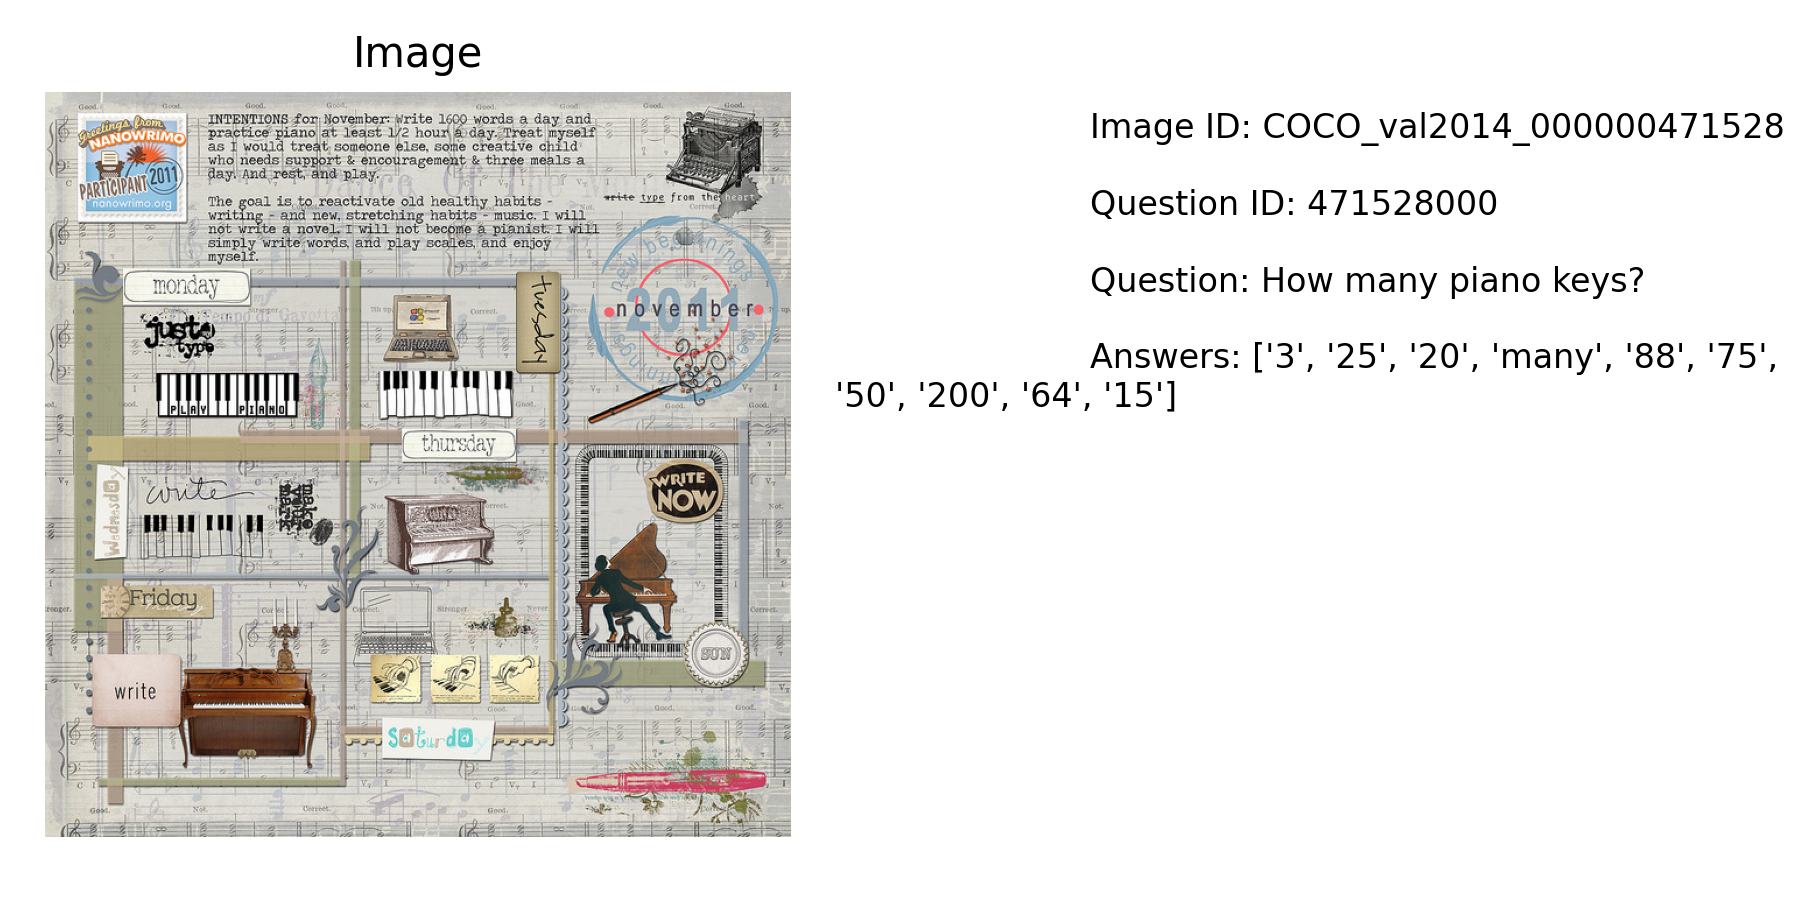 Image
Image ID: COCO_val2014_000000471528
Question ID: 471528000
Question: How many piano keys?
Answers: ['3', '25', '20', 'many', '88', '75',
'50', '200', '64', '15']
Greetings from
NANOWRIMO
PARTICIPANT 2011
nanowrimo.org
INTENTIONS for November: Write 1600 words a day and
practice piano at least 1/2 hour a day. Treat myself
as I would treat someone else, some creative child
who needs support & encouragement & three meals a
day. And rest, and play.
The goal is to reactivate old healthy habits -
writing - and new, stretching habits - music. I will
not write a novel. I will not become a pianist. I will
simply write words, and play scales, and enjoy
myself.
write type from the heart
new beginnings
2011
november
monday
just
type
PLAY PIANO
tuesday
Wednesday
write
make
your
mark
thursday
WRITE
NOW
SUN
Friday
write
Saturday